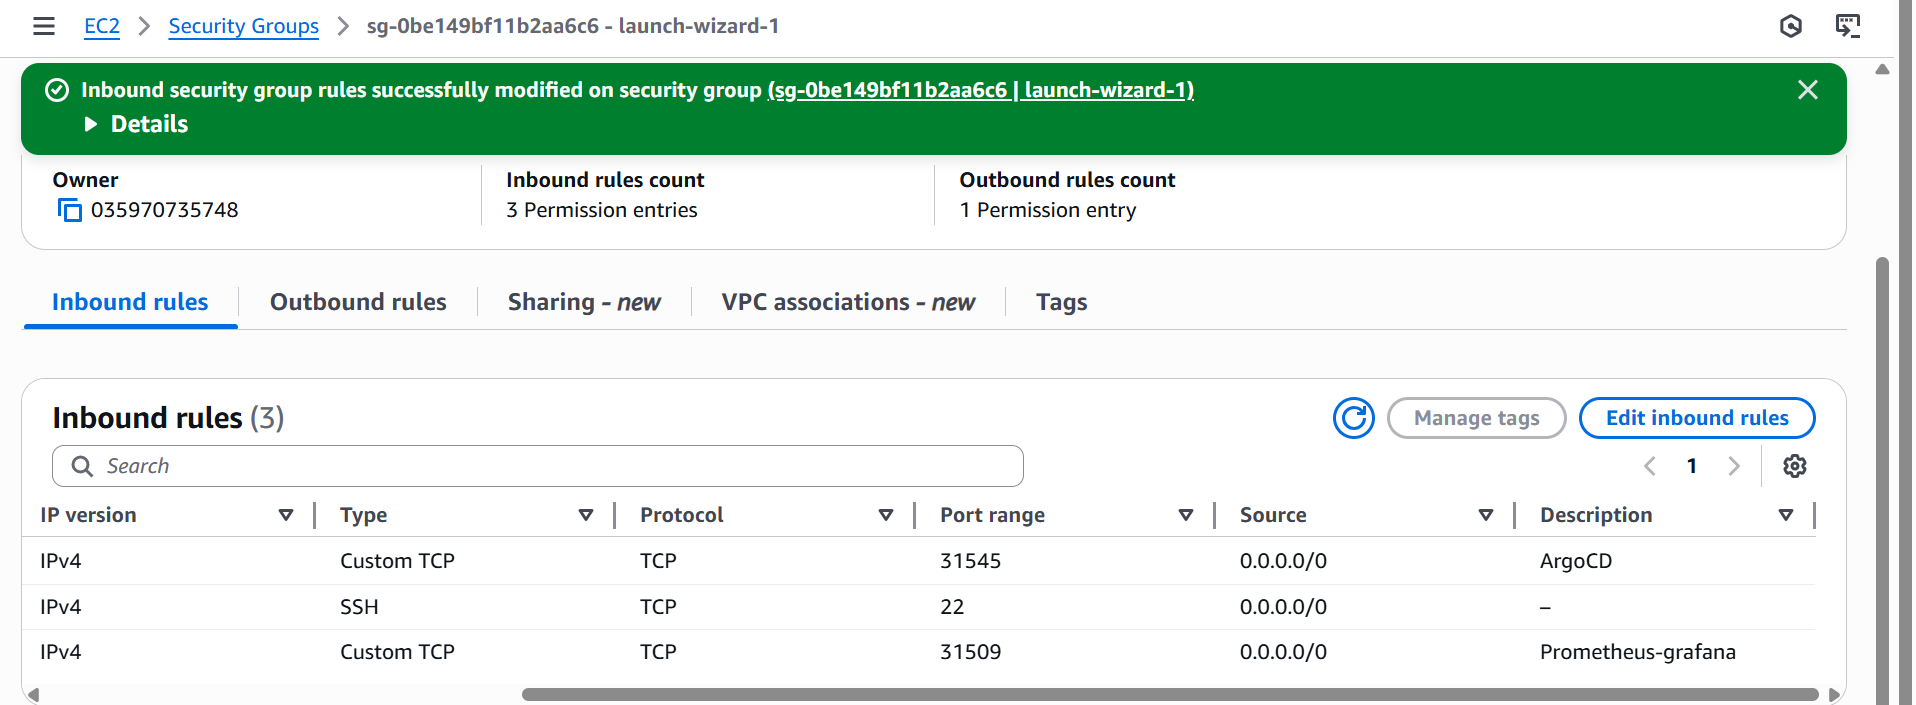 EC2 > Security Groups > sg-0be149bf11b2aa6c6 - launch-wizard-1
Inbound security group rules successfully modified on security group (sg-0be149bf11b2aa6c6 | launch-wizard-1)
Details
Owner Inbound rules count Outbound rules count
035970735748 3 Permission entries 1 Permission entry
Inbound rules Outbound rules Sharing - new VPC associations - new Tags
Inbound rules (3) Manage tags Edit inbound rules
Search 1
IP version Type Protocol Port range Source Description
IPv4 Custom TCP TCP 31545 0.0.0.0/0 ArgoCD
IPv4 SSH TCP 22 0.0.0.0/0 –
IPv4 Custom TCP TCP 31509 0.0.0.0/0 Prometheus-grafana